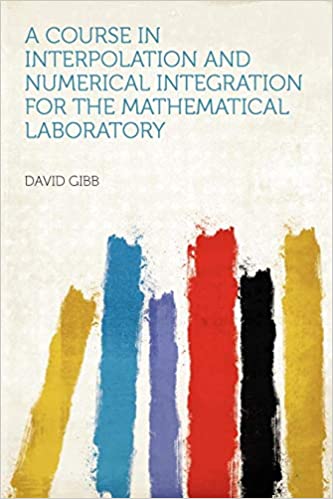 A COURSE IN
INTERPOLATION AND
NUMERICAL INTEGRATION
FOR THE MATHEMATICAL
LABORATORY
DAVID GIBB